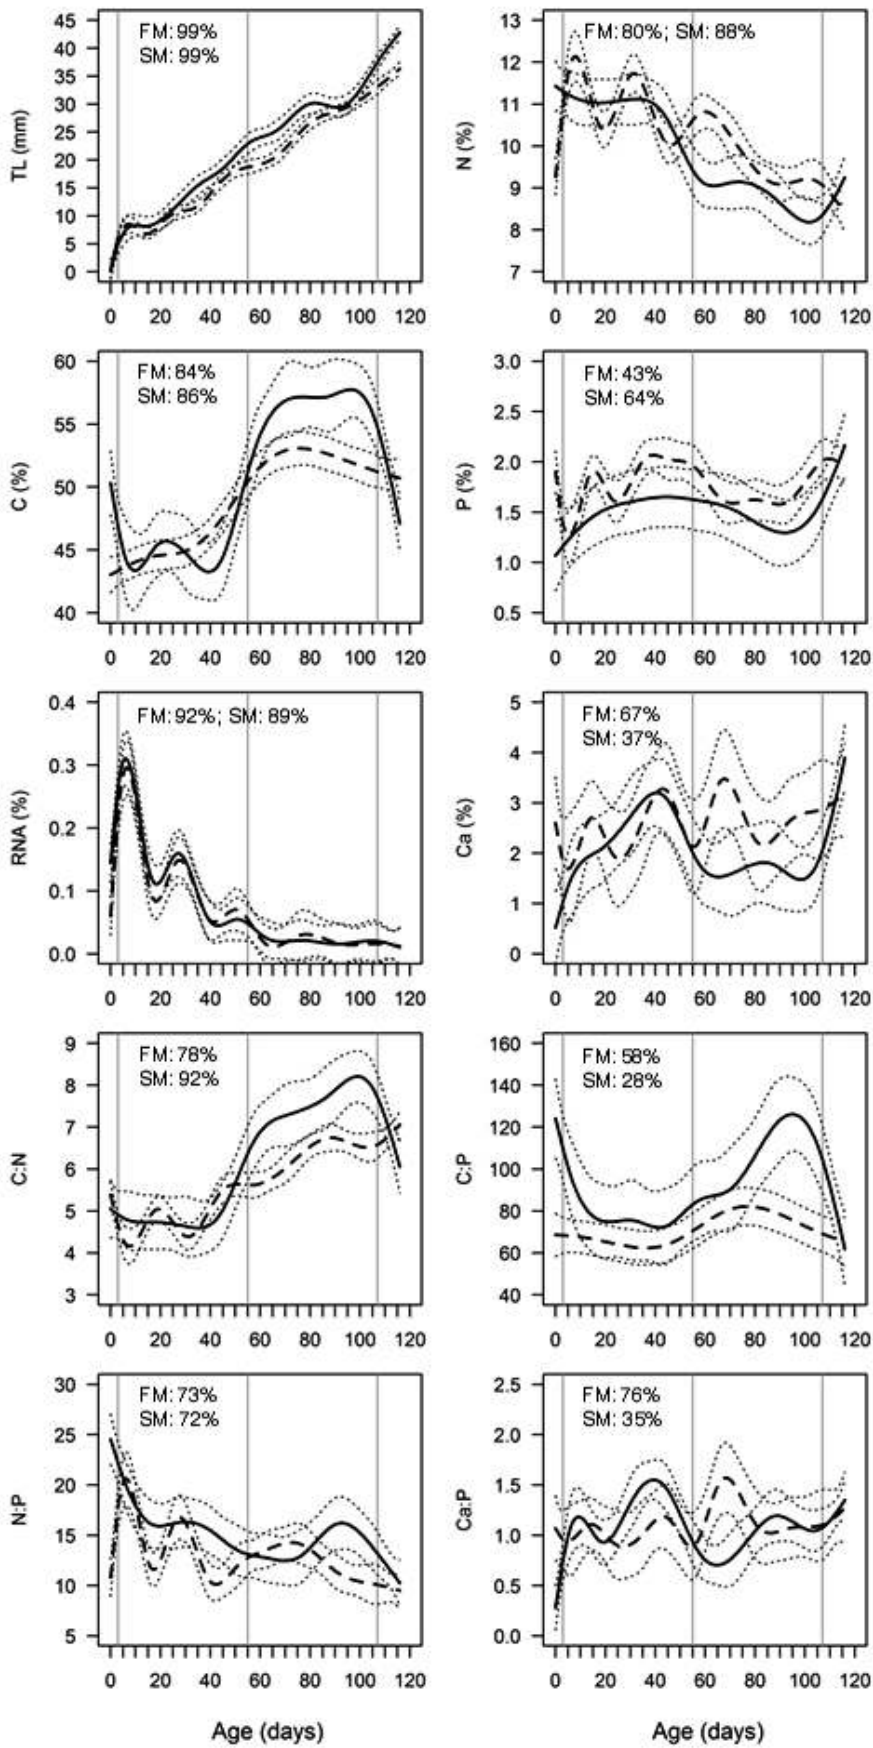 FM: 99%
SM: 99%
TL (mm)
45
40
35
30
25
20
15
10
5
0
0 20 40 60 80 100 120
FM: 80%; SM: 88%
N (%)
13
12
11
10
9
8
7
0 20 40 60 80 100 120
FM: 84%
SM: 86%
C (%)
60
55
50
45
40
0 20 40 60 80 100 120
FM: 43%
SM: 64%
P (%)
3.0
2.5
2.0
1.5
1.0
0.5
0 20 40 60 80 100 120
FM: 92%; SM: 89%
RNA (%)
0.4
0.3
0.2
0.1
0.0
0 20 40 60 80 100 120
FM: 67%
SM: 37%
Ca (%)
5
4
3
2
1
0
0 20 40 60 80 100 120
FM: 78%
SM: 92%
C:N
9
8
7
6
5
4
3
0 20 40 60 80 100 120
FM: 58%
SM: 28%
C:P
160
140
120
100
80
60
40
0 20 40 60 80 100 120
FM: 73%
SM: 72%
N:P
30
25
20
15
10
5
0 20 40 60 80 100 120
Age (days)
FM: 76%
SM: 35%
Ca:P
2.5
2.0
1.5
1.0
0.5
0.0
0 20 40 60 80 100 120
Age (days)